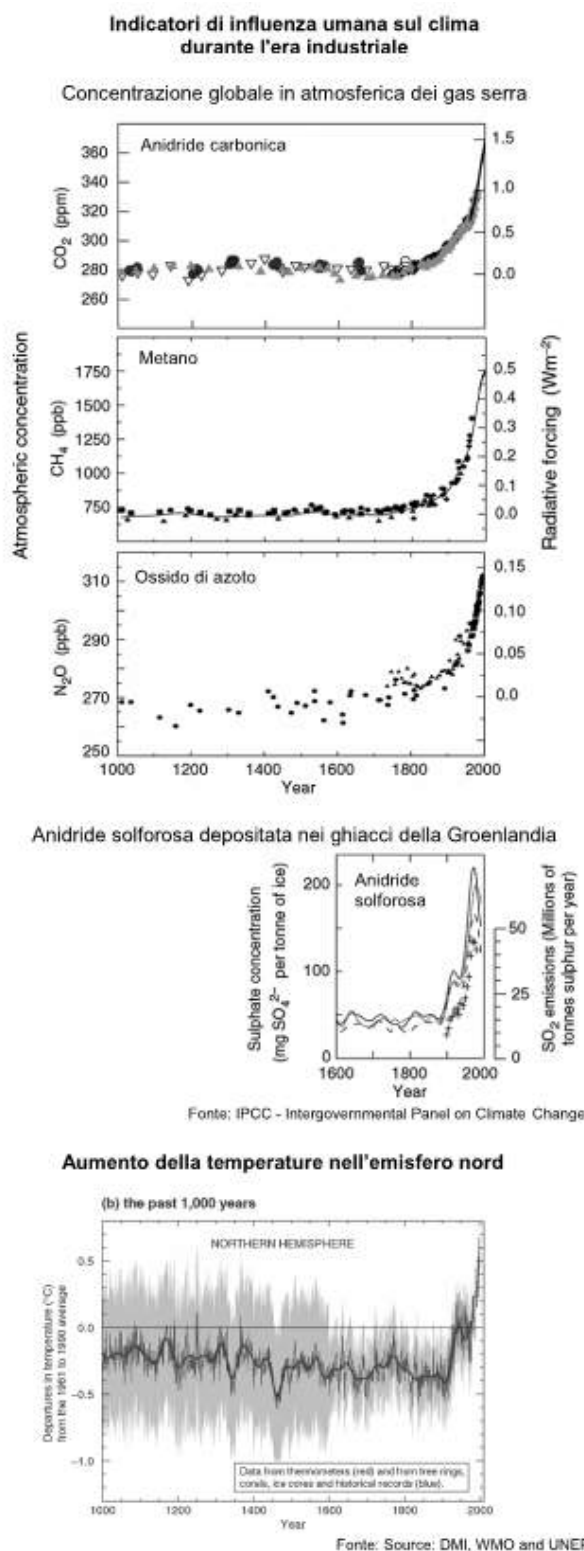 Indicatori di influenza umana sul clima
durante l'era industriale
Concentrazione globale in atmosferica dei gas serra
Atmospheric concentration
Radiative forcing (Wm⁻²)
Anidride carbonica
CO₂ (ppm)
360
340
320
300
280
260
1.5
1.0
0.5
0.0
Metano
CH₄ (ppb)
1750
1500
1250
1000
750
0.5
0.4
0.3
0.2
0.1
0.0
Ossido di azoto
N₂O (ppb)
310
290
270
250
0.15
0.10
0.05
0.0
1000 1200 1400 1600 1800 2000
Year
Anidride solforosa depositata nei ghiacci della Groenlandia
Anidride
solforosa
Sulphate concentration
(mg SO₄²⁻ per tonne of ice)
200
100
0
SO₂ emissions (Millions of
tonnes sulphur per year)
50
25
0
1600 1800 2000
Year
Fonte: IPCC - Intergovernmental Panel on Climate Change
Aumento della temperature nell'emisfero nord
(b) the past 1,000 years
NORTHERN HEMISPHERE
Departures in temperature (°C)
from the 1961 to 1990 average
0.5
0.0
−0.5
−1.0
Data from thermometers (red) and from tree rings,
corals, ice cores and historical records (blue).
1000 1200 1400 1600 1800 2000
Year
Fonte: Source: DMI, WMO and UNEP